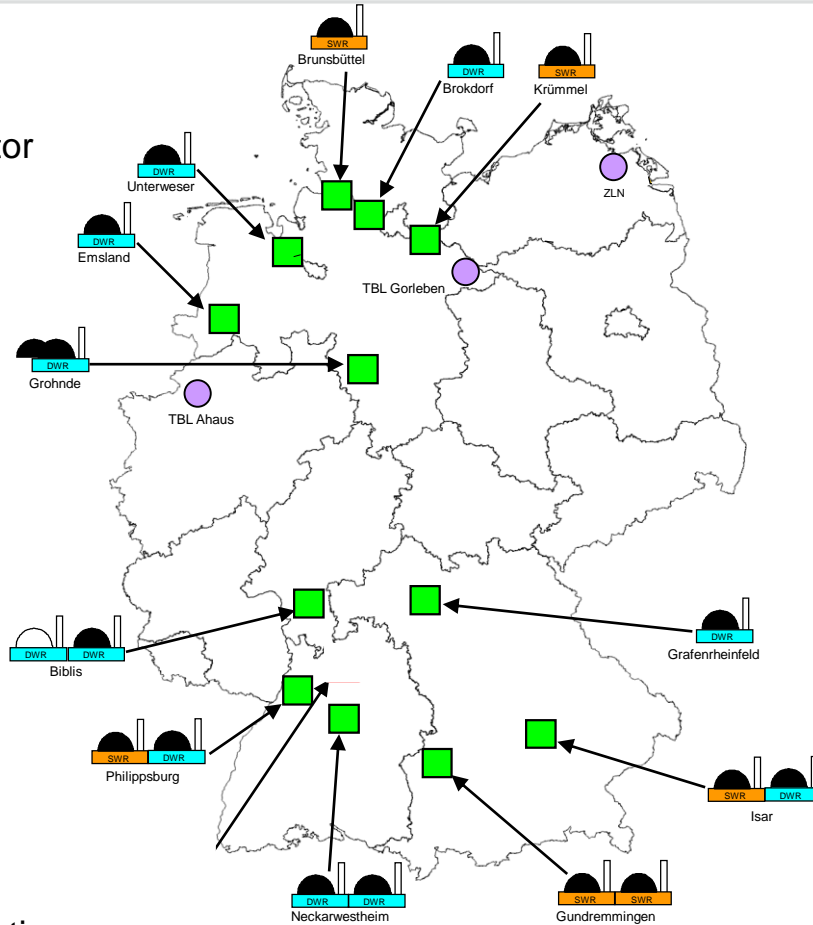 SWR
Brunsbüttel
DWR
Brokdorf
SWR
Krümmel
tor
DWR
Unterweser
ZLN
DWR
Emsland
TBL Gorleben
DWR
Grohnde
TBL Ahaus
DWR
Grafenrheinfeld
DWR DWR
Biblis
SWR DWR
Philippsburg
SWR DWR
Isar
DWR DWR
Neckarwestheim
SWR SWR
Gundremmingen